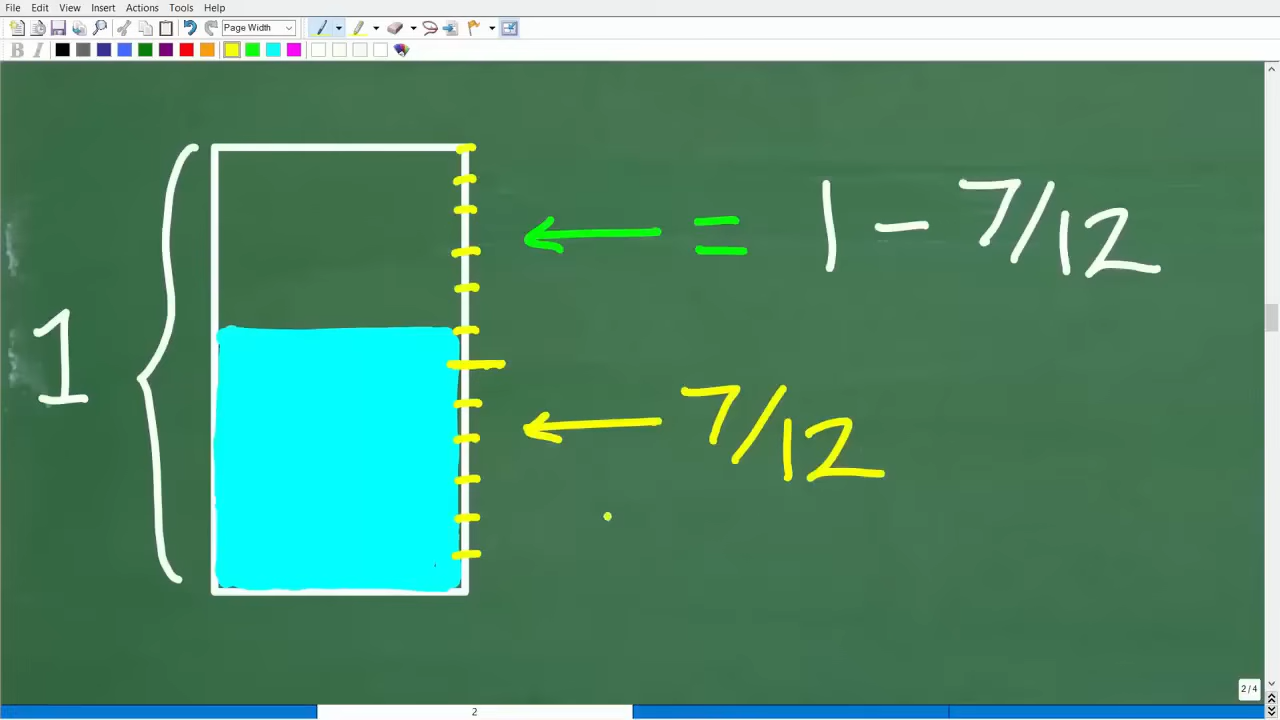 File Edit View Insert Actions Tools Help
Page Width
B I
= 1 - 7/12
1
7/12
2/4
2